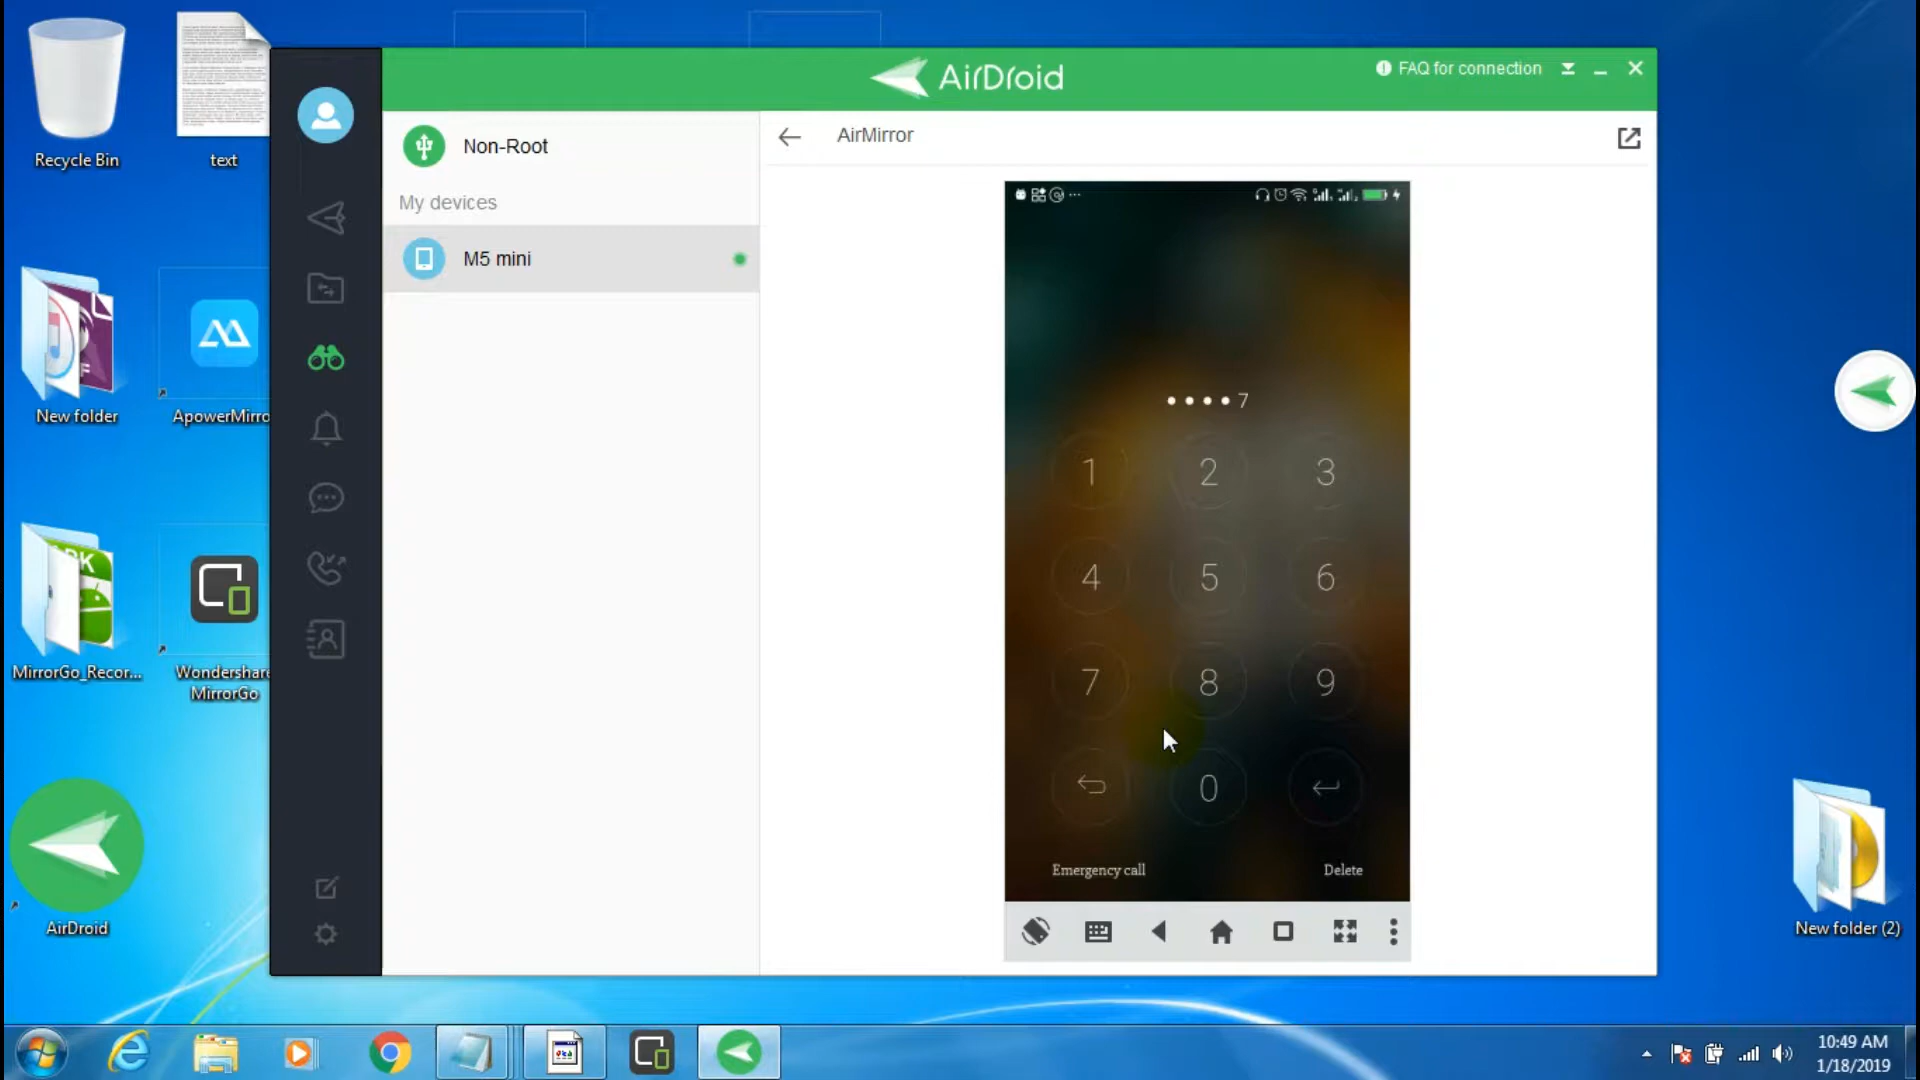 Recycle Bin
text
New folder
ApowerMirro
MirrorGo_Recor...
Wondershare
MirrorGo
AirDroid
AirDroid
FAQ for connection
Non-Root
My devices
M5 mini
AirMirror
7
1 2 3
4 5 6
7 8 9
0
Emergency call
Delete
New folder (2)
10:49 AM
1/18/2019